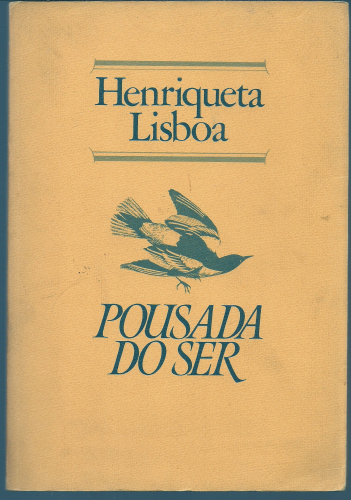 Henriqueta
Lisboa
POUSADA
DO SER